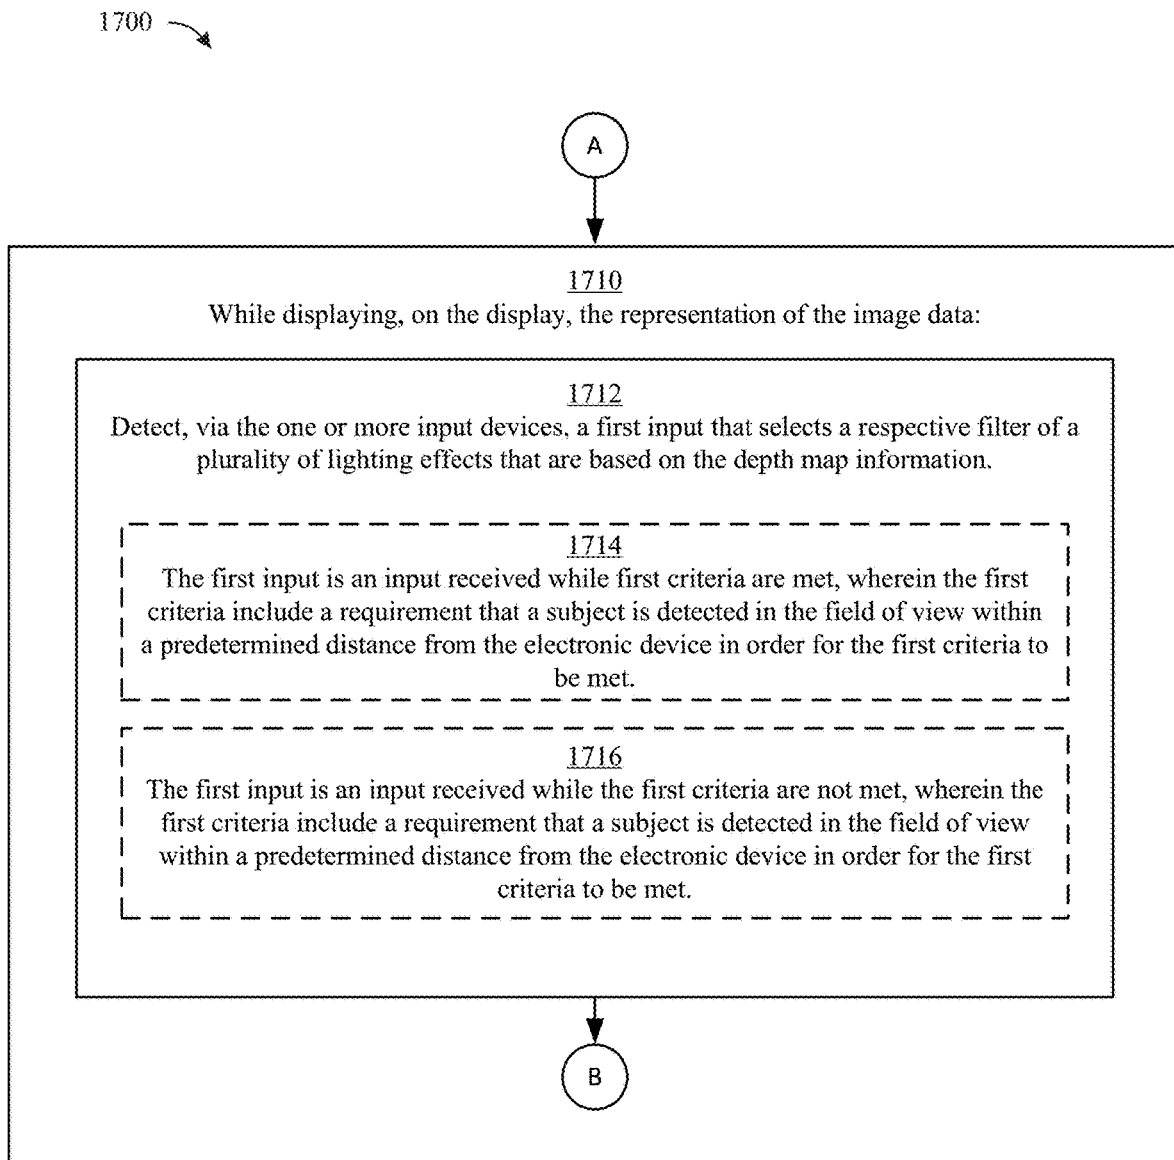 1700
A
1710
While displaying, on the display, the representation of the image data:
1712
Detect, via the one or more input devices, a first input that selects a respective filter of a
plurality of lighting effects that are based on the depth map information.
1714
The first input is an input received while first criteria are met, wherein the first
criteria include a requirement that a subject is detected in the field of view within
a predetermined distance from the electronic device in order for the first criteria to
be met.
1716
The first input is an input received while the first criteria are not met, wherein the
first criteria include a requirement that a subject is detected in the field of view
within a predetermined distance from the electronic device in order for the first
criteria to be met.
B